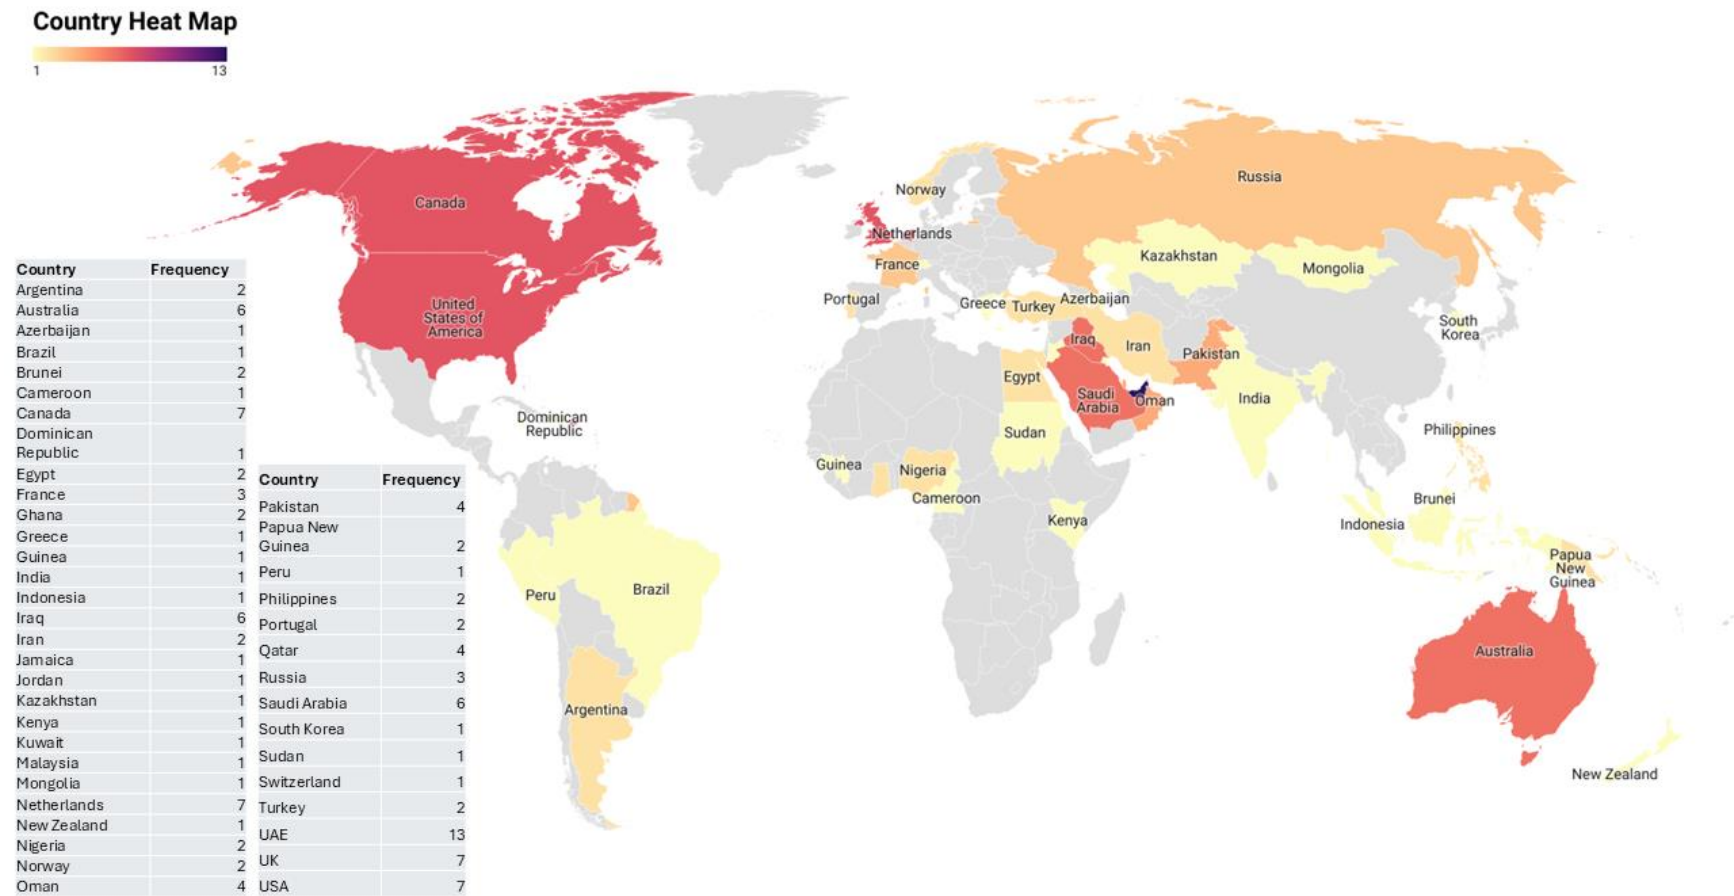 Country Heat Map
1 13
Canada
United
States of
America
Dominican
Republic
Peru
Brazil
Argentina
Norway
Netherlands
France
Portugal
Greece
Turkey
Azerbaijan
Russia
Kazakhstan
Mongolia
South
Korea
Iraq
Iran
Pakistan
Egypt
Saudi
Arabia
Oman
India
Sudan
Philippines
Guinea
Nigeria
Cameroon
Kenya
Brunei
Indonesia
Papua
New
Guinea
Australia
New Zealand
Country Frequency
Argentina 2
Australia 6
Azerbaijan 1
Brazil 1
Brunei 2
Cameroon 1
Canada 7
Dominican
Republic 1
Egypt 2
France 3
Ghana 2
Greece 1
Guinea 1
India 1
Indonesia 1
Iraq 6
Iran 2
Jamaica 1
Jordan 1
Kazakhstan 1
Kenya 1
Kuwait 1
Malaysia 1
Mongolia 1
Netherlands 7
New Zealand 1
Nigeria 2
Norway 2
Oman 4
Country Frequency
Pakistan 4
Papua New
Guinea 2
Peru 1
Philippines 2
Portugal 2
Qatar 4
Russia 3
Saudi Arabia 6
South Korea 1
Sudan 1
Switzerland 1
Turkey 2
UAE 13
UK 7
USA 7